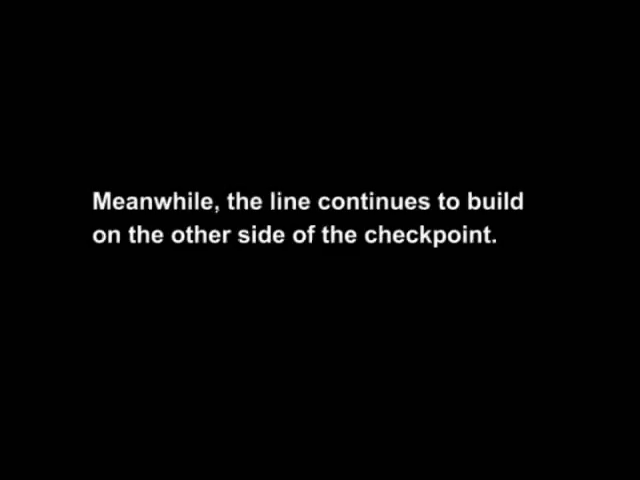 Meanwhile, the line continues to build
on the other side of the checkpoint.